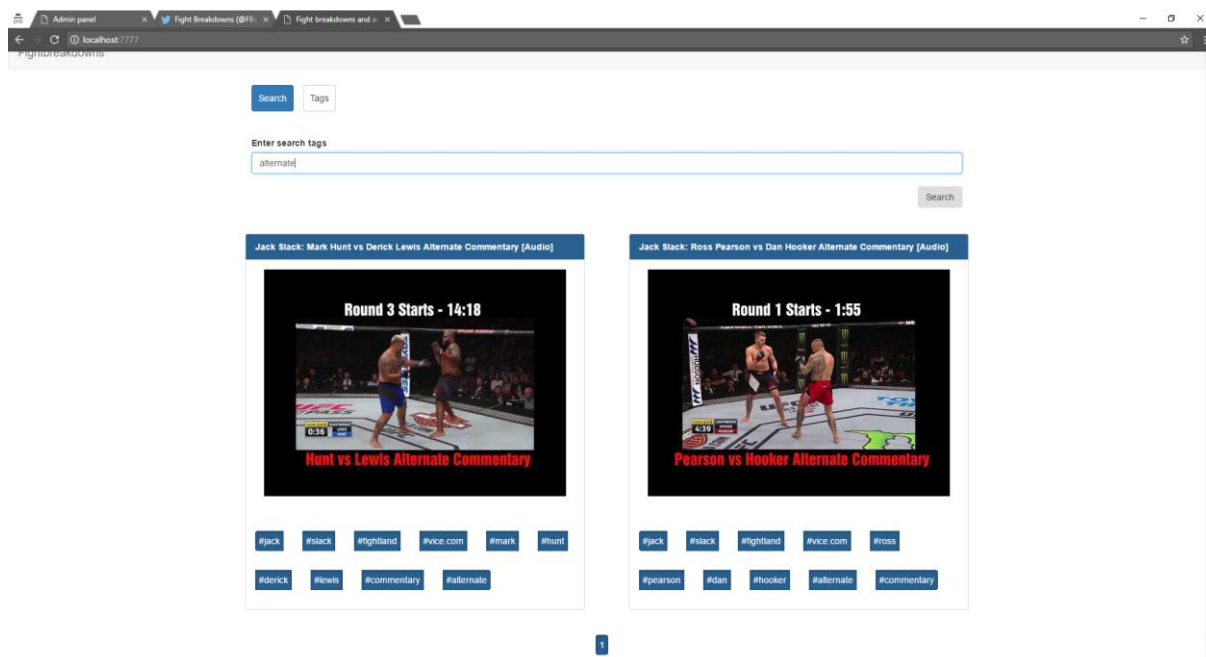 Admin panel
Fight Breakdowns (@FB
Fight breakdowns and a
localhost:7777
Fightbreakdowns
Search
Tags
Enter search tags
alternate
Search
Jack Slack: Mark Hunt vs Derick Lewis Alternate Commentary [Audio]
Round 3 Starts - 14:18
0:36
LEWIS
HUNT
Hunt vs Lewis Alternate Commentary
#jack #slack #fightland #vice.com #mark #hunt
#derick #lewis #commentary #alternate
Jack Slack: Ross Pearson vs Dan Hooker Alternate Commentary [Audio]
Round 1 Starts - 1:55
4:39
HOOKER
PEARSON
Pearson vs Hooker Alternate Commentary
#jack #slack #fightland #vice.com #ross
#pearson #dan #hooker #alternate #commentary
1